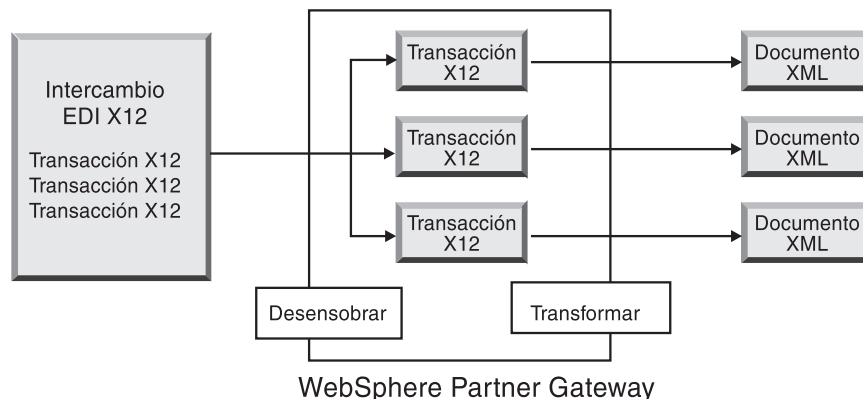 Intercambio
EDI X12
Transacción X12
Transacción X12
Transacción X12
Transacción
X12
Documento
XML
Transacción
X12
Documento
XML
Transacción
X12
Documento
XML
Desensobrar
Transformar
WebSphere Partner Gateway